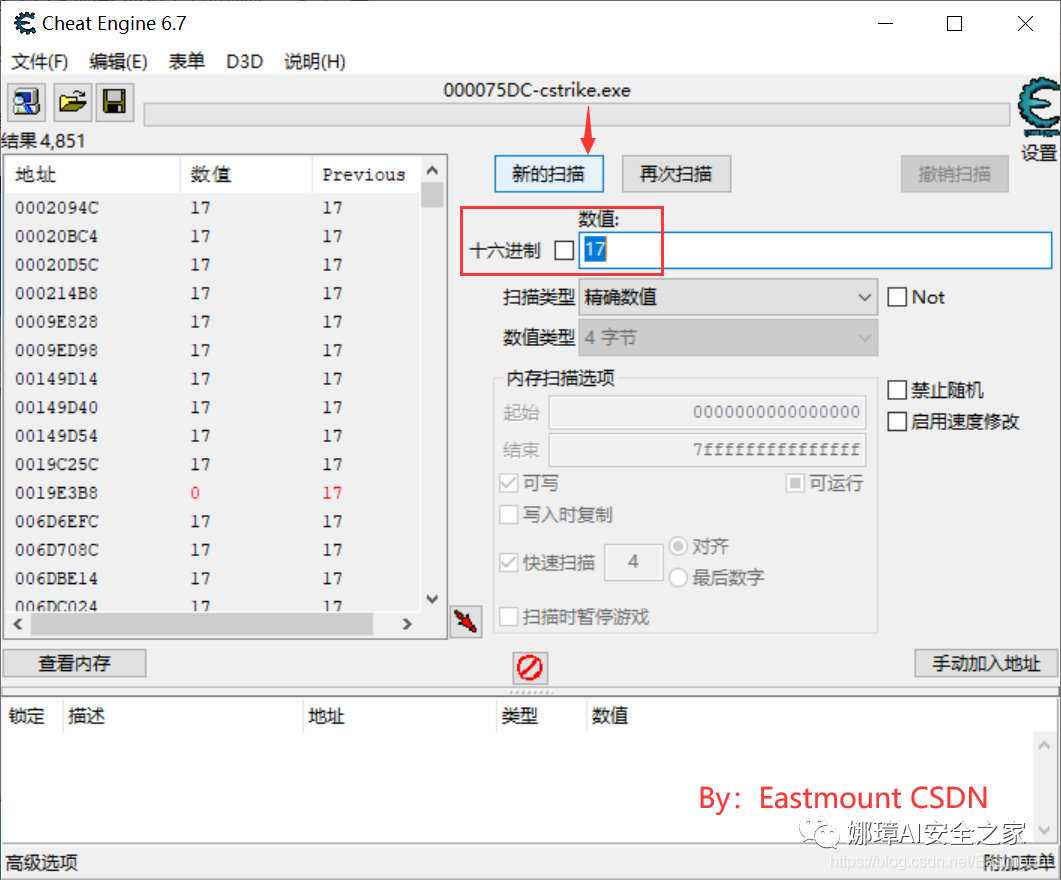 Cheat Engine 6.7
文件(F) 编辑(E) 表单 D3D 说明(H)
000075DC-cstrike.exe
结果 4,851
设置
地址 数值 Previous
0002094C 17 17
00020BC4 17 17
00020D5C 17 17
000214B8 17 17
0009E828 17 17
0009ED98 17 17
00149D14 17 17
00149D40 17 17
00149D54 17 17
0019C25C 17 17
0019E3B8 0 17
006D6EFC 17 17
006D708C 17 17
006DBE14 17 17
006DC024 17 17
新的扫描 再次扫描 撤销扫描
数值:
十六进制 17
扫描类型 精确数值 Not
数值类型 4 字节
内存扫描选项
起始 0000000000000000
结束 7fffffffffffffff
可写 可运行
写入时复制
快速扫描 4 对齐
最后数字
扫描时暂停游戏
禁止随机
启用速度修改
查看内存 手动加入地址
锁定 描述 地址 类型 数值
By：Eastmount CSDN
娜璋AI安全之家
https://blog.csdn.net/
高级选项 附加表单